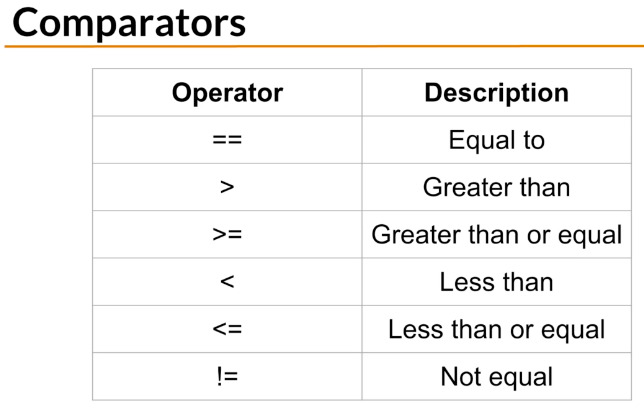 Comparators
Operator Description
== Equal to
> Greater than
>= Greater than or equal
< Less than
<= Less than or equal
!= Not equal